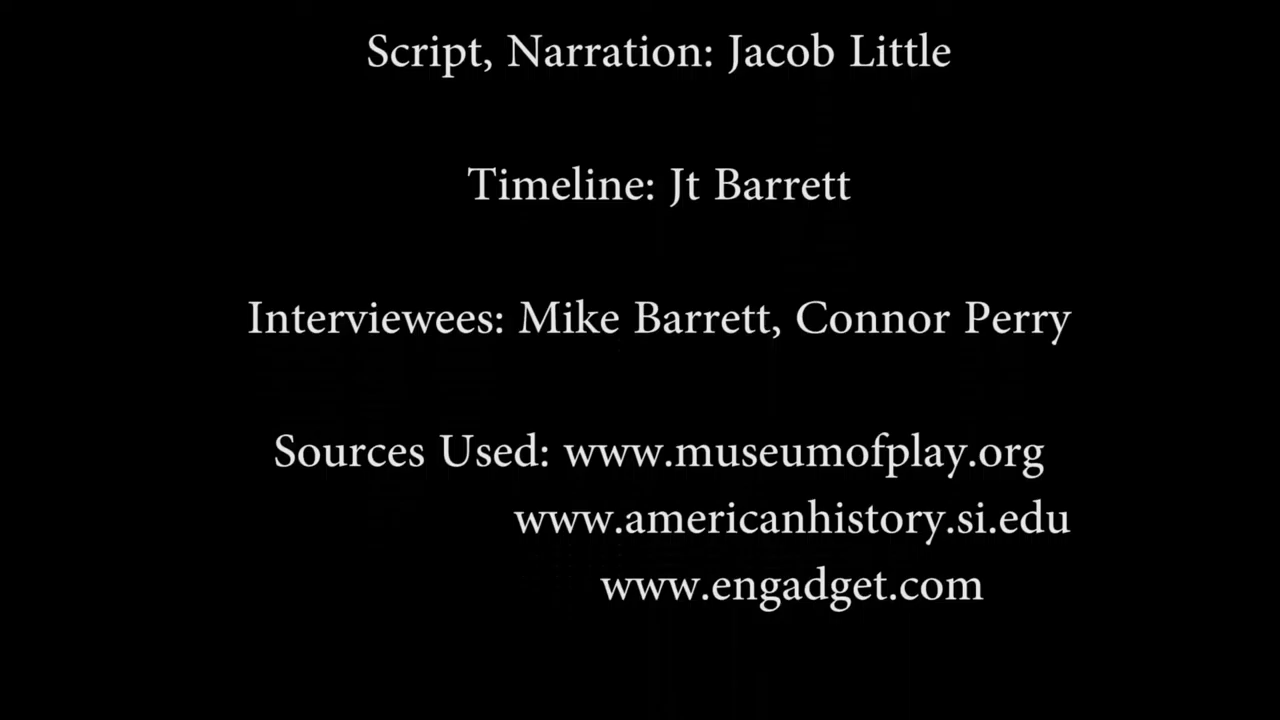 Script, Narration: Jacob Little
Timeline: Jt Barrett
Interviewees: Mike Barrett, Connor Perry
Sources Used: www.museumofplay.org
www.americanhistory.si.edu
www.engadget.com